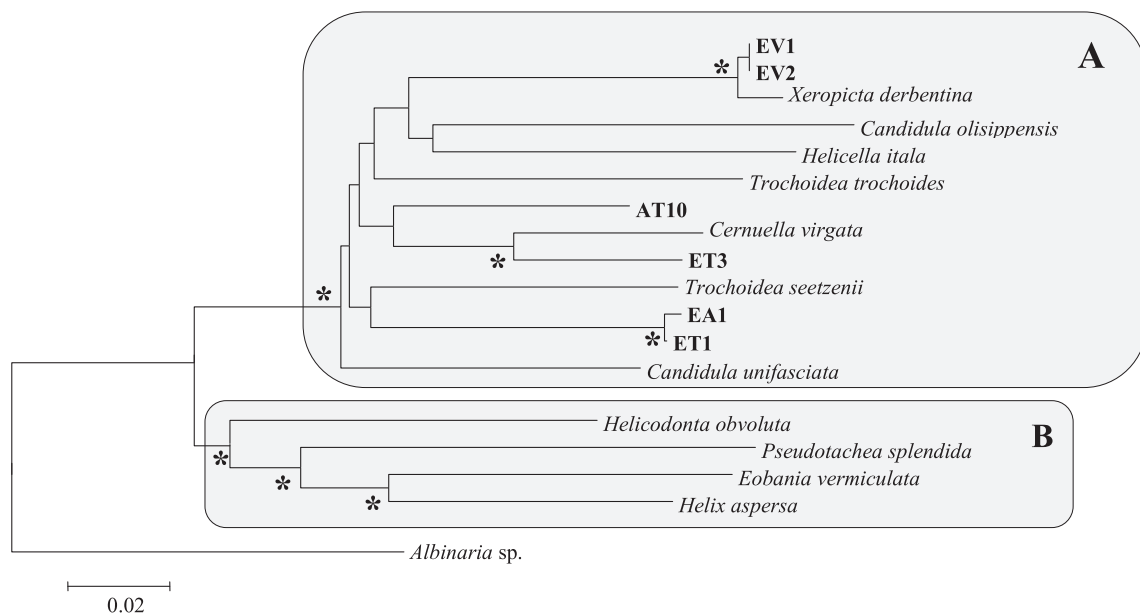 A
EV1
EV2
*
Xeropicta derbentina
Candidula olisippensis
Helicella itala
Trochoidea trochoides
AT10
Cernuella virgata
*
ET3
Trochoidea seetzenii
*
EA1
*
ET1
Candidula unifasciata
Helicodonta obvoluta
B
*
Pseudotachea splendida
*
Eobania vermiculata
*
Helix aspersa
Albinaria sp.
0.02